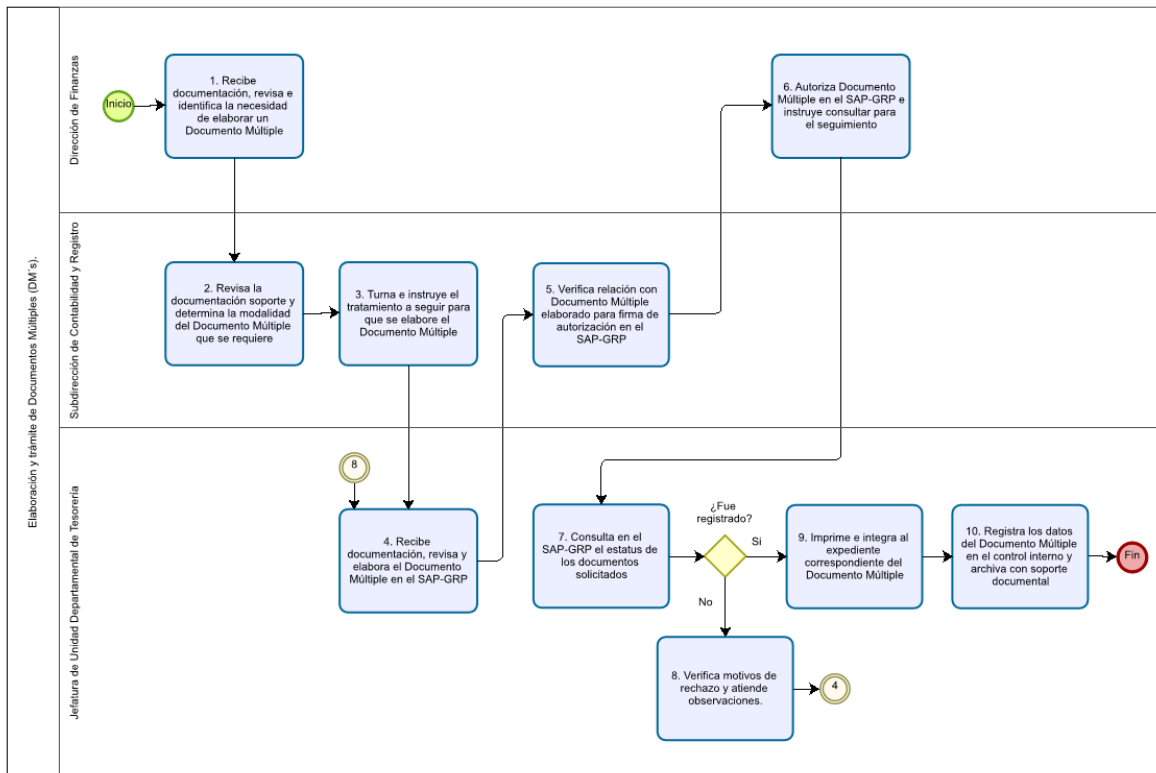 Elaboración y trámite de Documentos Múltiples (DM´s).
Dirección de Finanzas
Inicio
1. Recibe
documentación, revisa e
identifica la necesidad
de elaborar un
Documento Múltiple
6. Autoriza Documento
Múltiple en el SAP-GRP e
instruye consultar para
el seguimiento
Subdirección de Contabilidad y Registro
2. Revisa la
documentación soporte y
determina la modalidad
del Documento Múltiple
que se requiere
3. Turna e instruye el
tratamiento a seguir para
que se elabore el
Documento Múltiple
5. Verifica relación con
Documento Múltiple
elaborado para firma de
autorización en el
SAP-GRP
Jefatura de Unidad Departamental de Tesorería
8
4. Recibe
documentación, revisa y
elabora el Documento
Múltiple en el SAP-GRP
7. Consulta en el
SAP-GRP el estatus de
los documentos
solicitados
¿Fue
registrado?
Si
No
9. Imprime e integra al
expediente
correspondiente del
Documento Múltiple
10. Registra los datos
del Documento Múltiple
en el control interno y
archiva con soporte
documental
Fin
8. Verifica motivos de
rechazo y atiende
observaciones.
4